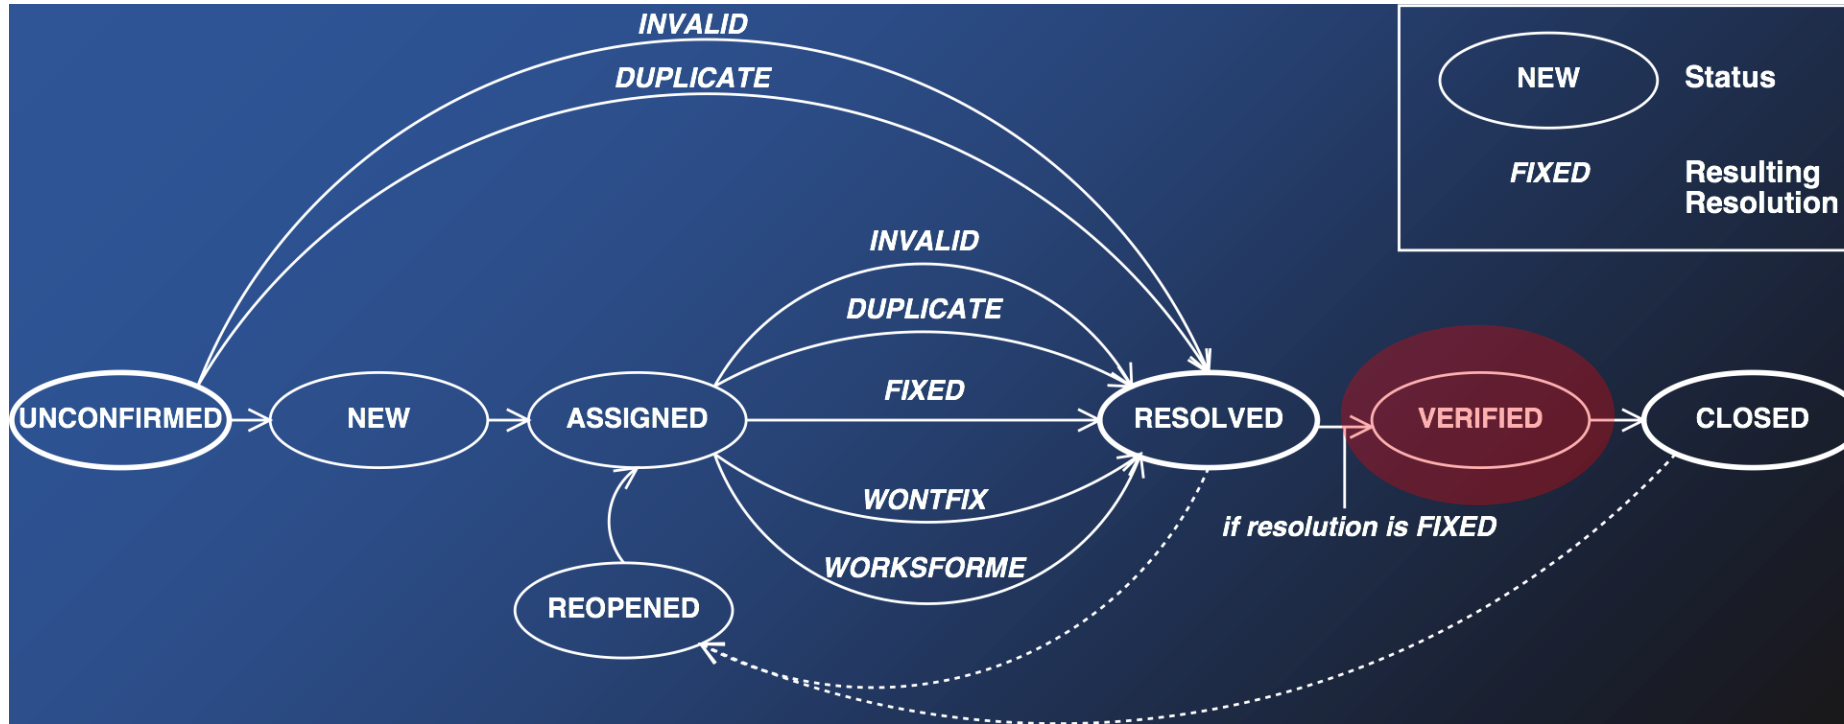 INVALID
DUPLICATE
NEW
Status
FIXED
Resulting
Resolution
INVALID
DUPLICATE
FIXED
UNCONFIRMED
NEW
ASSIGNED
RESOLVED
VERIFIED
CLOSED
WONTFIX
if resolution is FIXED
WORKSFORME
REOPENED